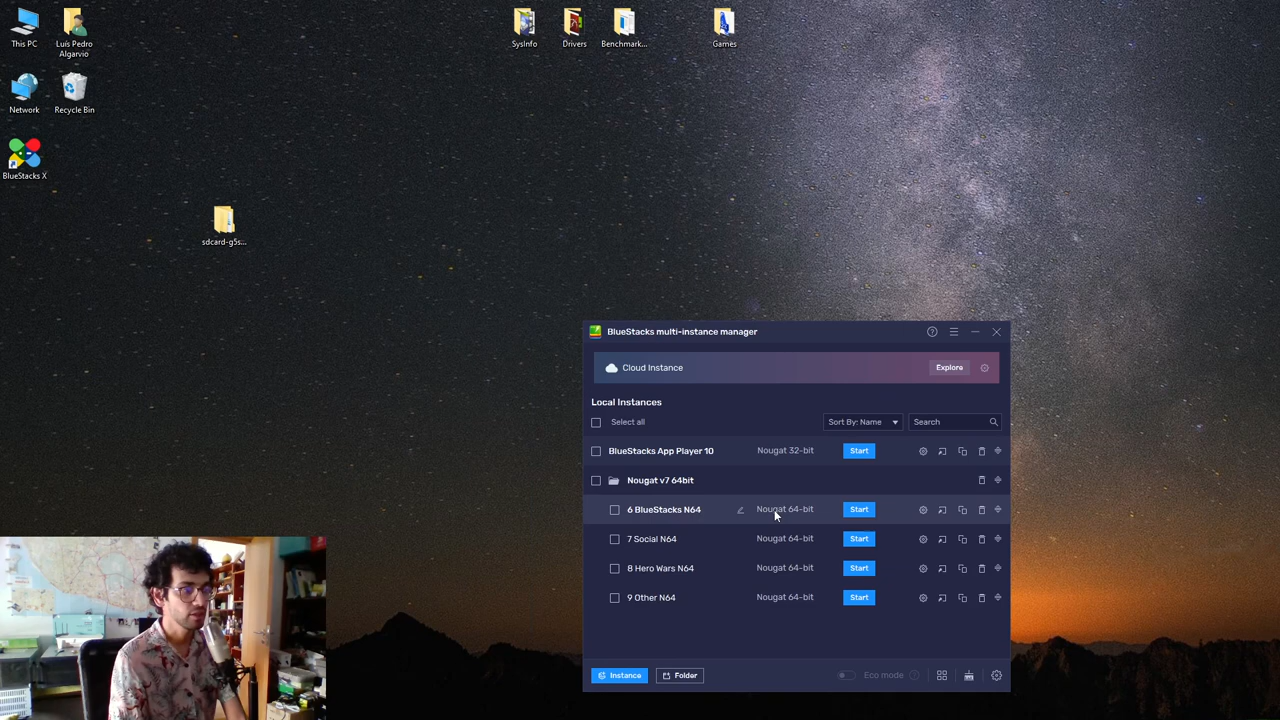 This PC
Luís Pedro
Algarvio
SysInfo
Drivers
Benchmark...
Games
Network
Recycle Bin
BlueStacks X
sdcard-g5s...
BlueStacks multi-instance manager
Cloud Instance
Explore
Local Instances
Select all
Sort By: Name
Search
BlueStacks App Player 10
Nougat 32-bit
Start
Nougat v7 64bit
6 BlueStacks N64
Nougat 64-bit
Start
7 Social N64
Nougat 64-bit
Start
8 Hero Wars N64
Nougat 64-bit
Start
9 Other N64
Nougat 64-bit
Start
Instance
Folder
Eco mode